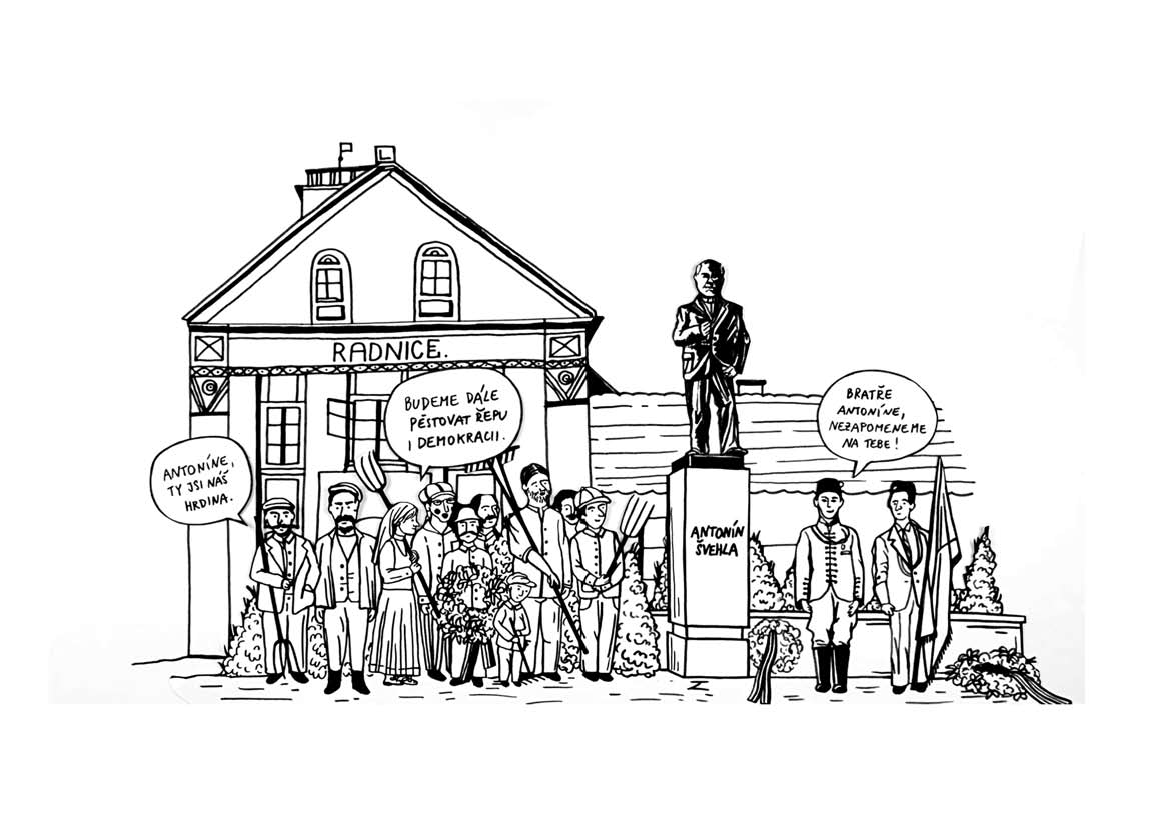 RADNICE.
ANTONÍNE,
TY JSI NÁŠ
HRDINA.
BUDEME DÁLE
PĚSTOVAT ŘEPU
I DEMOKRACII.
BRATŘE
ANTONÍNE,
NEZAPOMENEME
NA TEBE!
ANTONÍN
ŠVEHLA